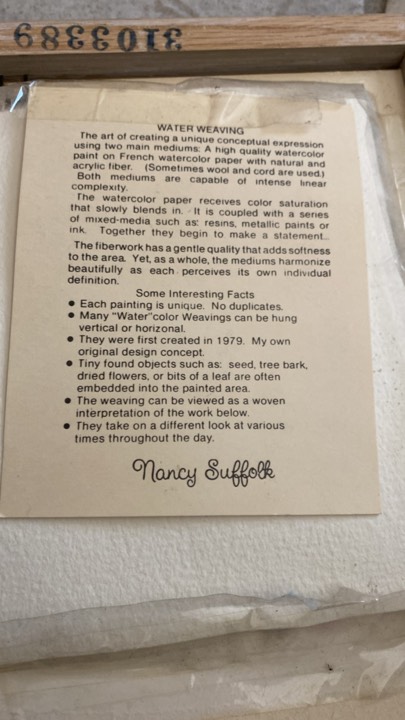 3103389
WATER WEAVING
The art of creating a unique conceptual expression
using two main mediums: A high quality watercolor
paint on French watercolor paper with natural and
acrylic fiber. (Sometimes wool and cord are used.)
Both mediums are capable of intense linear
complexity.
The watercolor paper receives color saturation
that slowly blends in. It is coupled with a series
of mixed-media such as: resins, metallic paints or
ink. Together they begin to make a statement...
The fiberwork has a gentle quality that adds softness
to the area. Yet, as a whole, the mediums harmonize
beautifully as each perceives its own individual
definition.
Some Interesting Facts
● Each painting is unique. No duplicates.
● Many "Water"color Weavings can be hung
vertical or horizonal.
● They were first created in 1979. My own
original design concept.
● Tiny found objects such as: seed, tree bark,
dried flowers, or bits of a leaf are often
embedded into the painted area.
● The weaving can be viewed as a woven
interpretation of the work below.
● They take on a different look at various
times throughout the day.
Nancy Suffolk